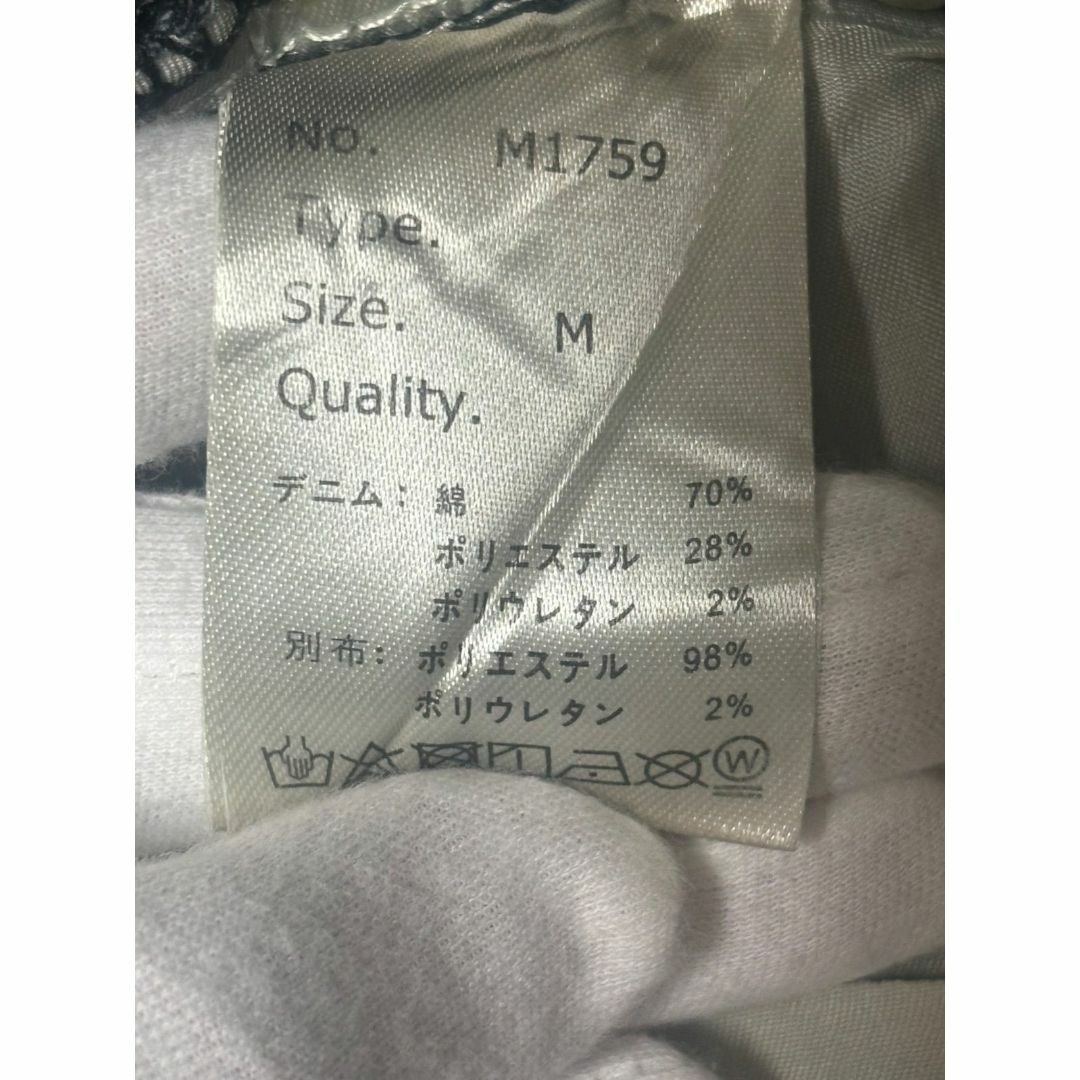 No. M1759
Type.
Size. M
Quality.
デニム: 綿 70%
ポリエステル 28%
ポリウレタン 2%
別布: ポリエステル 98%
ポリウレタン 2%
W